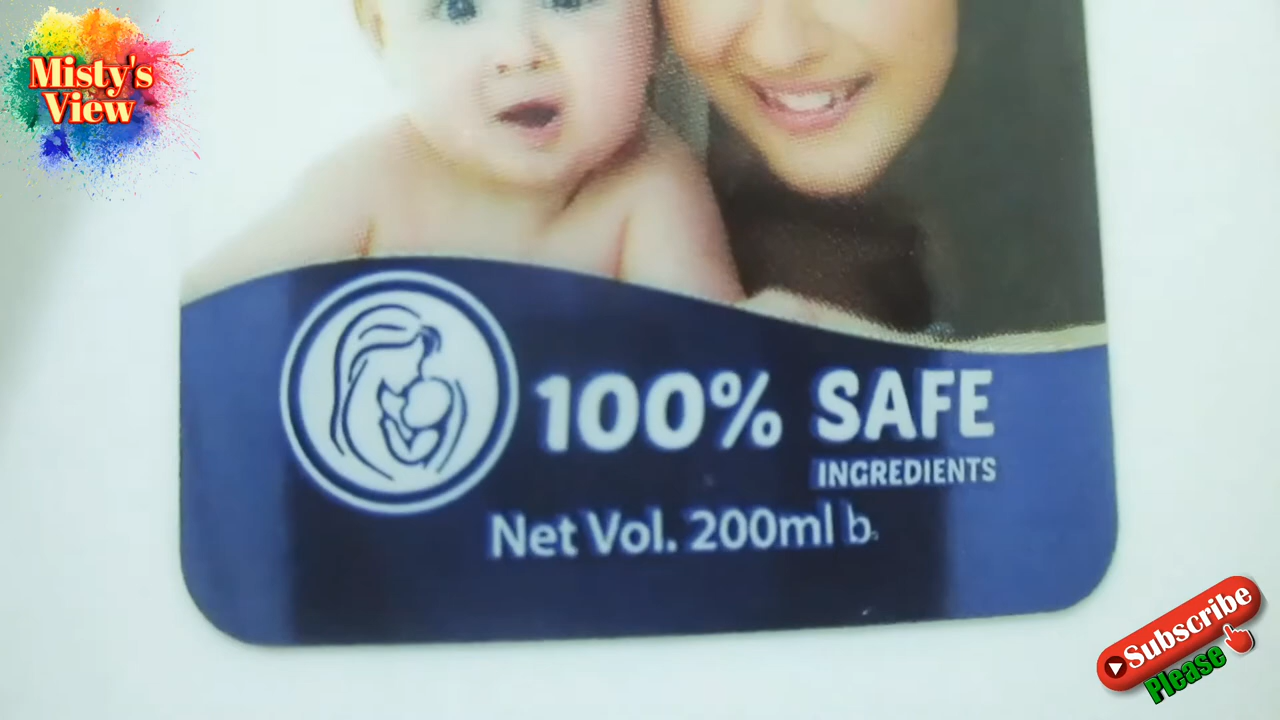 Misty's
View
100% SAFE
INGREDIENTS
Net Vol. 200ml
Subscribe
Please